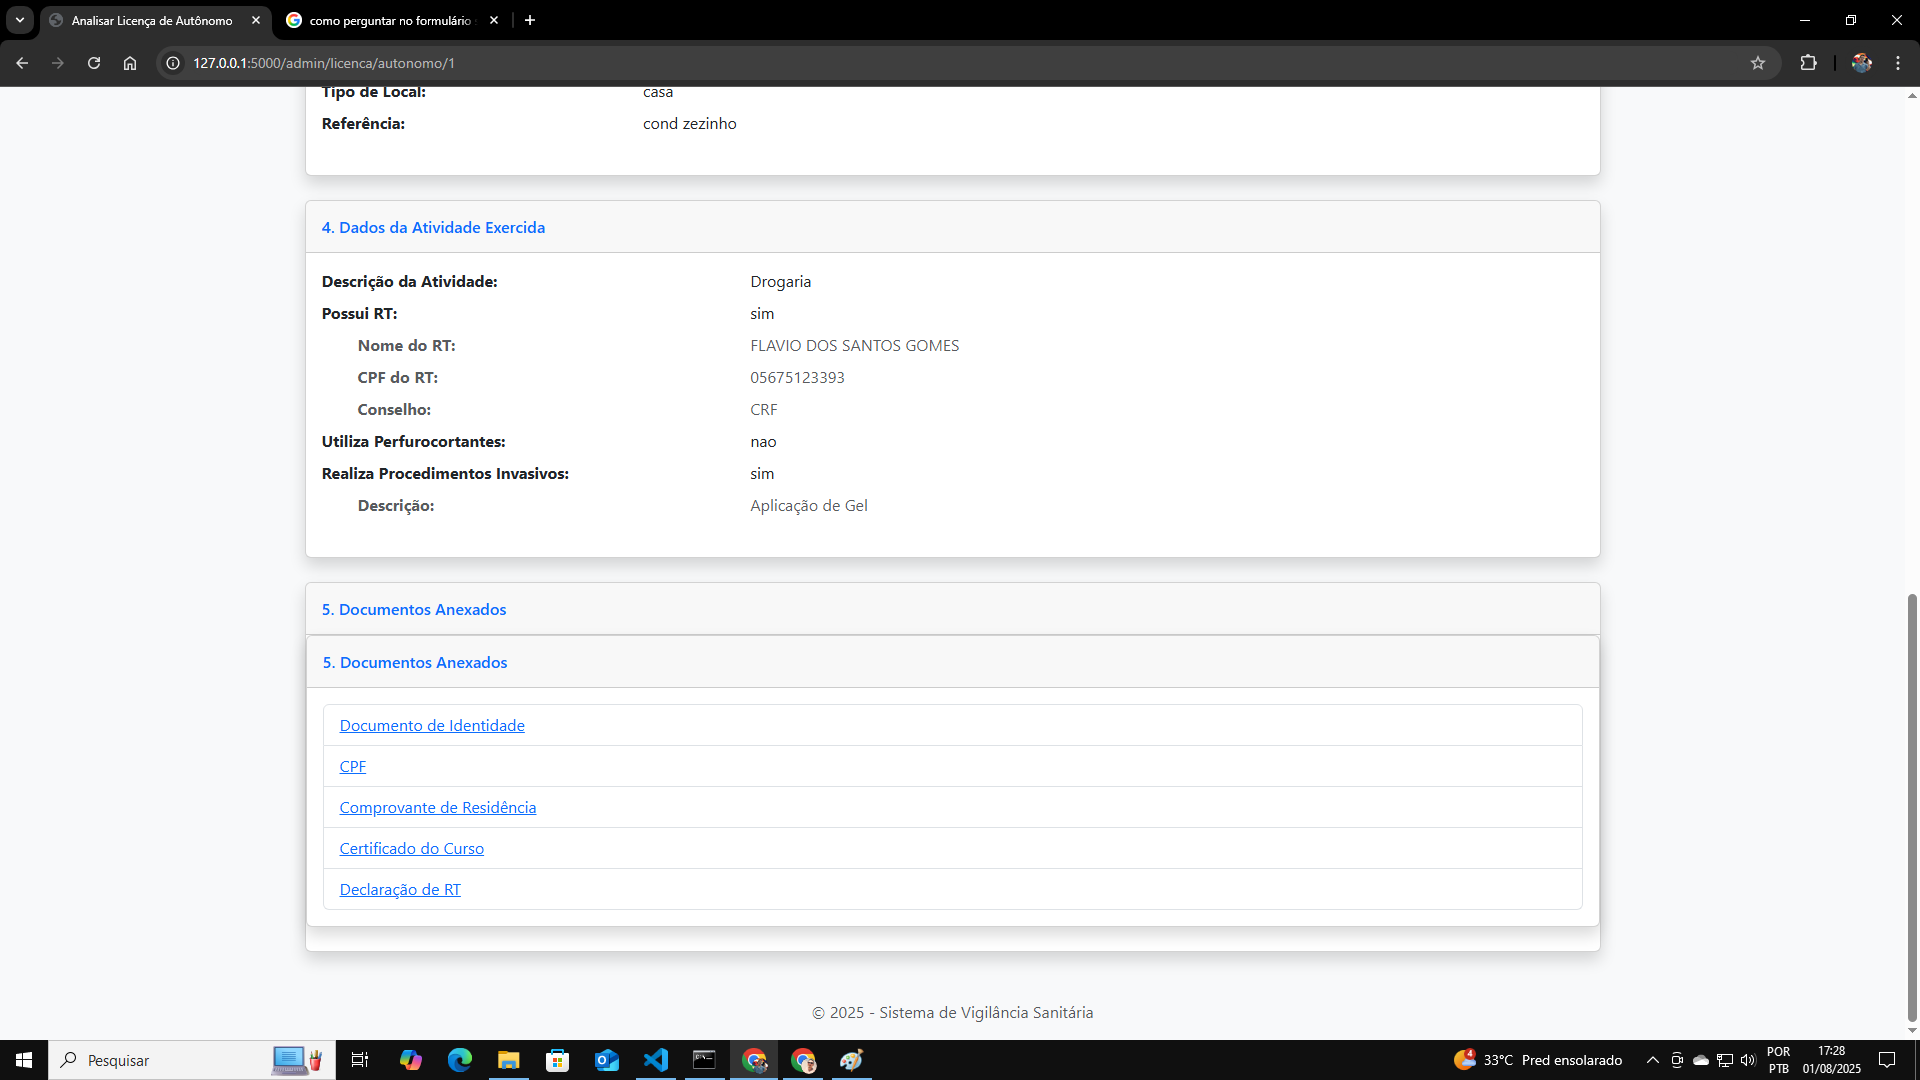 Analisar Licença de Autônomo
como perguntar no formulário
127.0.0.1:5000/admin/licenca/autonomo/1
Tipo de Local: casa
Referência: cond zezinho
4. Dados da Atividade Exercida
Descrição da Atividade: Drogaria
Possui RT: sim
Nome do RT: FLAVIO DOS SANTOS GOMES
CPF do RT: 05675123393
Conselho: CRF
Utiliza Perfurocortantes: nao
Realiza Procedimentos Invasivos: sim
Descrição: Aplicação de Gel
5. Documentos Anexados
5. Documentos Anexados
Documento de Identidade
CPF
Comprovante de Residência
Certificado do Curso
Declaração de RT
© 2025 - Sistema de Vigilância Sanitária
Pesquisar
4
33°C Pred ensolarado
POR
PTB
17:28
01/08/2025